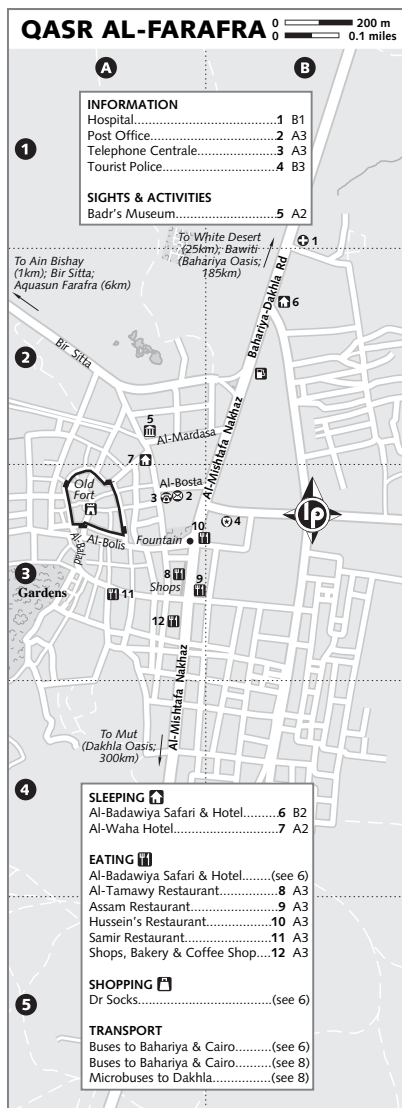 QASR AL-FARAFRA
0 200 m
0 0.1 miles
A
B
1
INFORMATION
Hospital..............................1 B1
Post Office..........................2 A3
Telephone Centrale................3 A3
Tourist Police.......................4 B3
SIGHTS & ACTIVITIES
Badr's Museum.....................5 A2
To White Desert
(25km); Bawiti
(Bahariya Oasis;
185km)
1
To Ain Bishay
(1km); Bir Sitta;
Aquasun Farafra (6km)
Bahariya-Dakhla Rd
6
2
Bir Sitta
5
Al-Mardasa
Al-Mishtafa Nakhaz
7
Old
Fort
Al-Bosta
3
2
lp
10
4
Al-Balad
Al-Bolis
Fountain
3
8
Shops
9
Gardens
11
12
Al-Mishtafa Nakhaz
To Mut
(Dakhla Oasis;
300km)
4
SLEEPING
Al-Badawiya Safari & Hotel.........6 B2
Al-Waha Hotel.......................7 A2
EATING
Al-Badawiya Safari & Hotel.......(see 6)
Al-Tamawy Restaurant.............8 A3
Assam Restaurant...................9 A3
Hussein's Restaurant..............10 A3
Samir Restaurant...................11 A3
Shops, Bakery & Coffee Shop....12 A3
SHOPPING
Dr Socks..............................(see 6)
5
TRANSPORT
Buses to Bahariya & Cairo..........(see 6)
Buses to Bahariya & Cairo..........(see 8)
Microbuses to Dakhla...............(see 8)